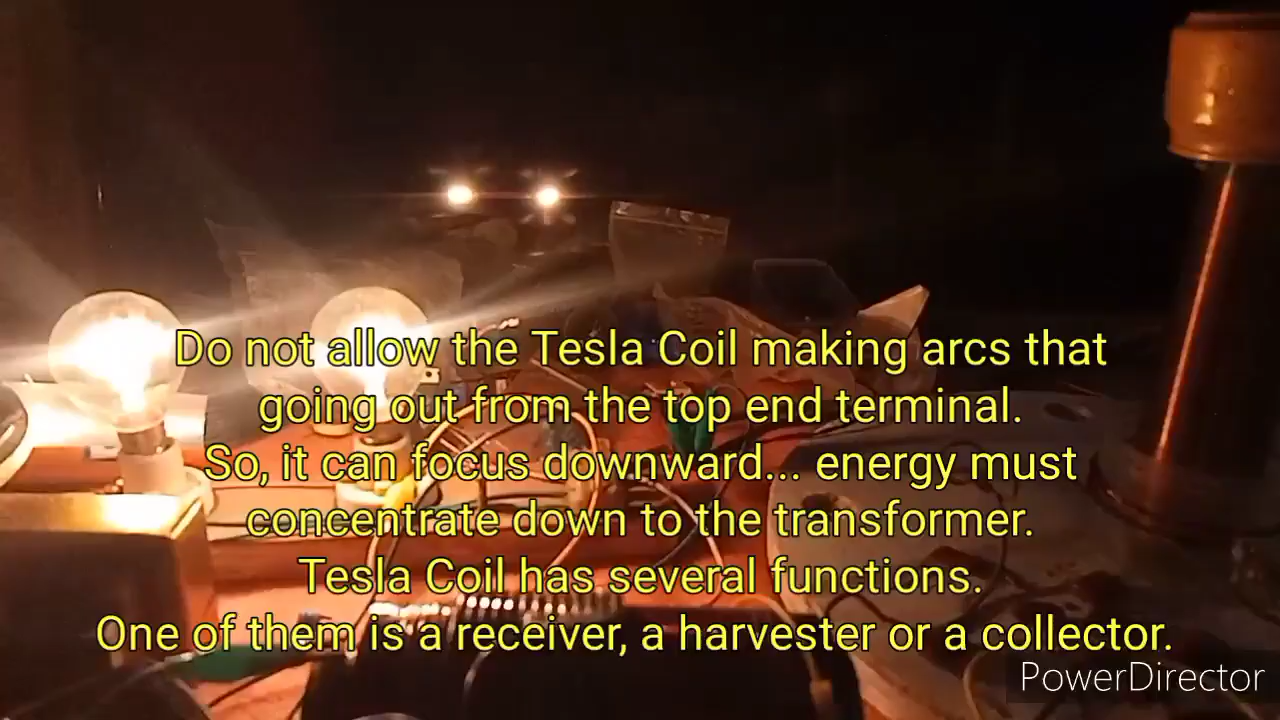 Do not allow the Tesla Coil making arcs that
going out from the top end terminal.
So, it can focus downward... energy must
concentrate down to the transformer.
Tesla Coil has several functions.
One of them is a receiver, a harvester or a collector.
PowerDirector